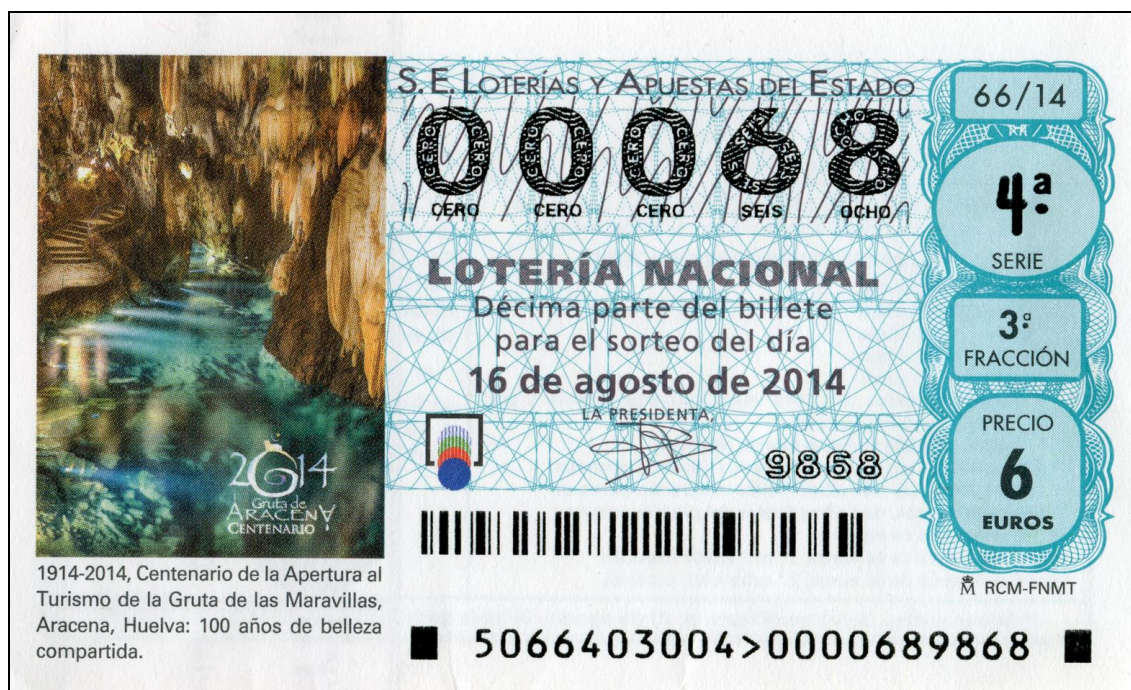 S. E. LOTERÍAS Y APUESTAS DEL ESTADO
00068
CERO CERO CERO SEIS OCHO
LOTERÍA NACIONAL
Décima parte del billete
para el sorteo del día
16 de agosto de 2014
LA PRESIDENTA,
9868
66/14
4.ª
SERIE
3ª
FRACCIÓN
PRECIO
6
EUROS
RCM-FNMT
2014
Gruta de
ARACENA
CENTENARIO
1914-2014, Centenario de la Apertura al
Turismo de la Gruta de las Maravillas,
Aracena, Huelva: 100 años de belleza
compartida.
5066403004>0000689868